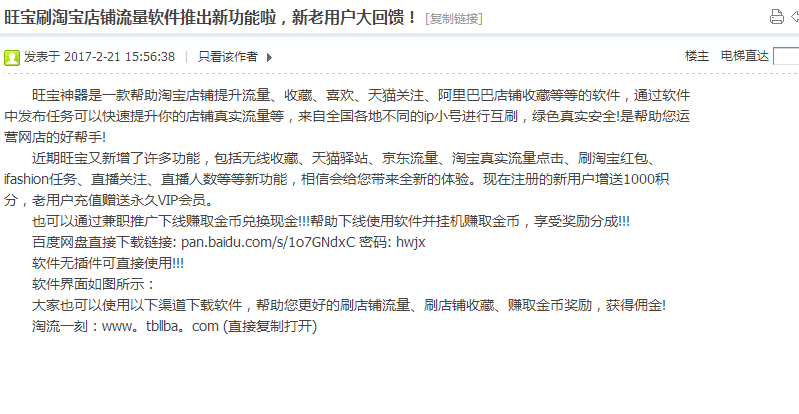 旺宝刷淘宝店铺流量软件推出新功能啦，新老用户大回馈！ [复制链接]
发表于 2017-2-21 15:56:38 | 只看该作者 楼主 电梯直达
旺宝神器是一款帮助淘宝店铺提升流量、收藏、喜欢、天猫关注、阿里巴巴店铺收藏等等的软件，通过软件
中发布任务可以快速提升你的店铺真实流量等，来自全国各地不同的ip小号进行互刷，绿色真实安全!是帮助您运
营网店的好帮手!
近期旺宝又新增了许多功能，包括无线收藏、天猫驿站、京东流量、淘宝真实流量点击、刷淘宝红包、
ifashion任务、直播关注、直播人数等等新功能，相信会给您带来全新的体验。现在注册的新用户增送1000积
分，老用户充值赠送永久VIP会员。
也可以通过兼职推广下线赚取金币兑换现金!!!帮助下线使用软件并挂机赚取金币，享受奖励分成!!!
百度网盘直接下载链接: pan.baidu.com/s/1o7GNdxC 密码: hwjx
软件无插件可直接使用!!!
软件界面如图所示：
大家也可以使用以下渠道下载软件，帮助您更好的刷店铺流量、刷店铺收藏、赚取金币奖励，获得佣金!
淘流一刻：www。tbllba。com (直接复制打开)